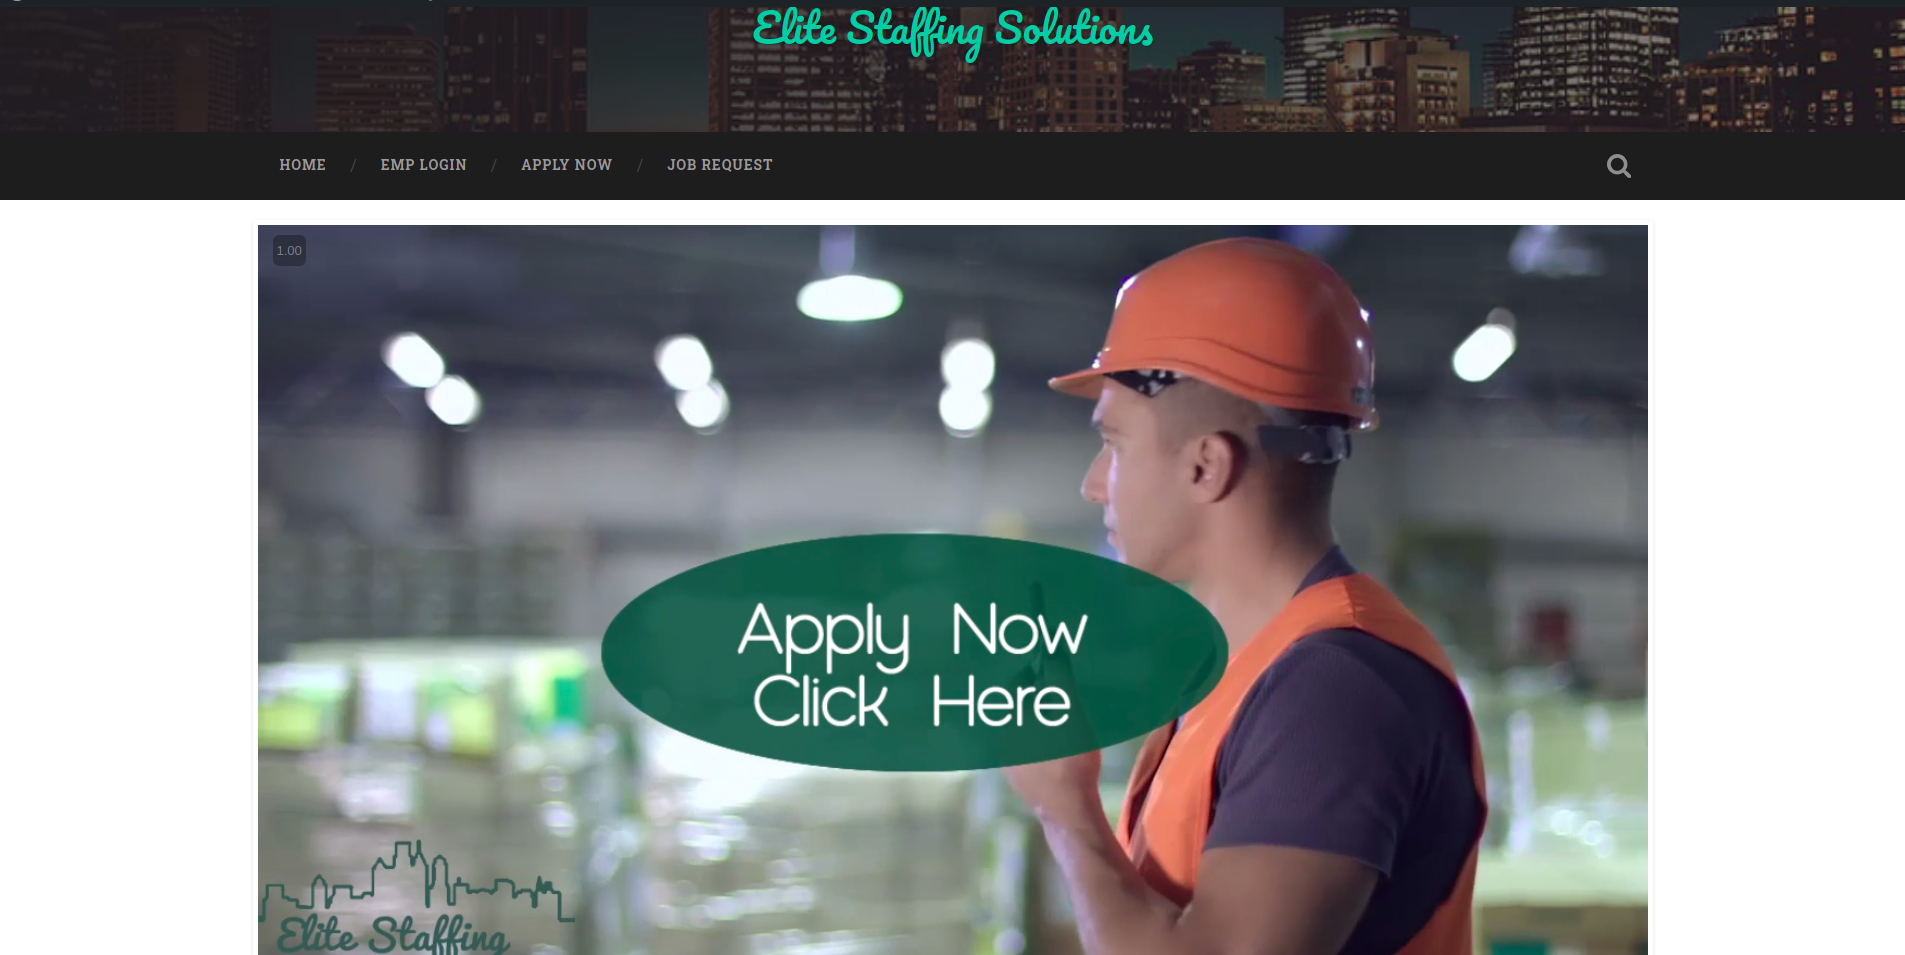 Elite Staffing Solutions
HOME / EMP LOGIN / APPLY NOW / JOB REQUEST
1.00
Apply Now
Click Here
Elite Staffing